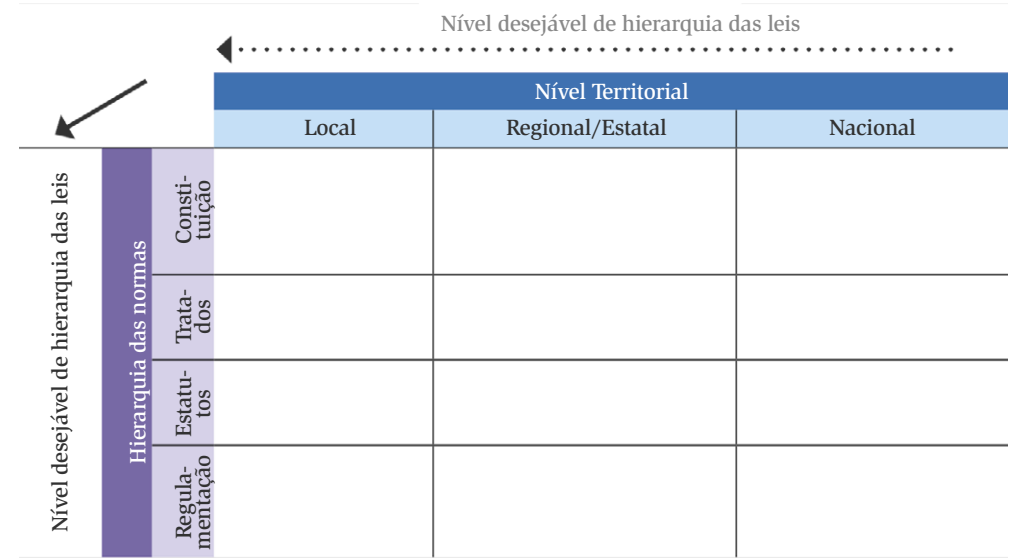 Nível desejável de hierarquia das leis
Nível Territorial
Local
Regional/Estatal
Nacional
Nível desejável de hierarquia das leis
Hierarquia das normas
Consti-
tuição
Trata-
dos
Estatu-
tos
Regula-
mentação